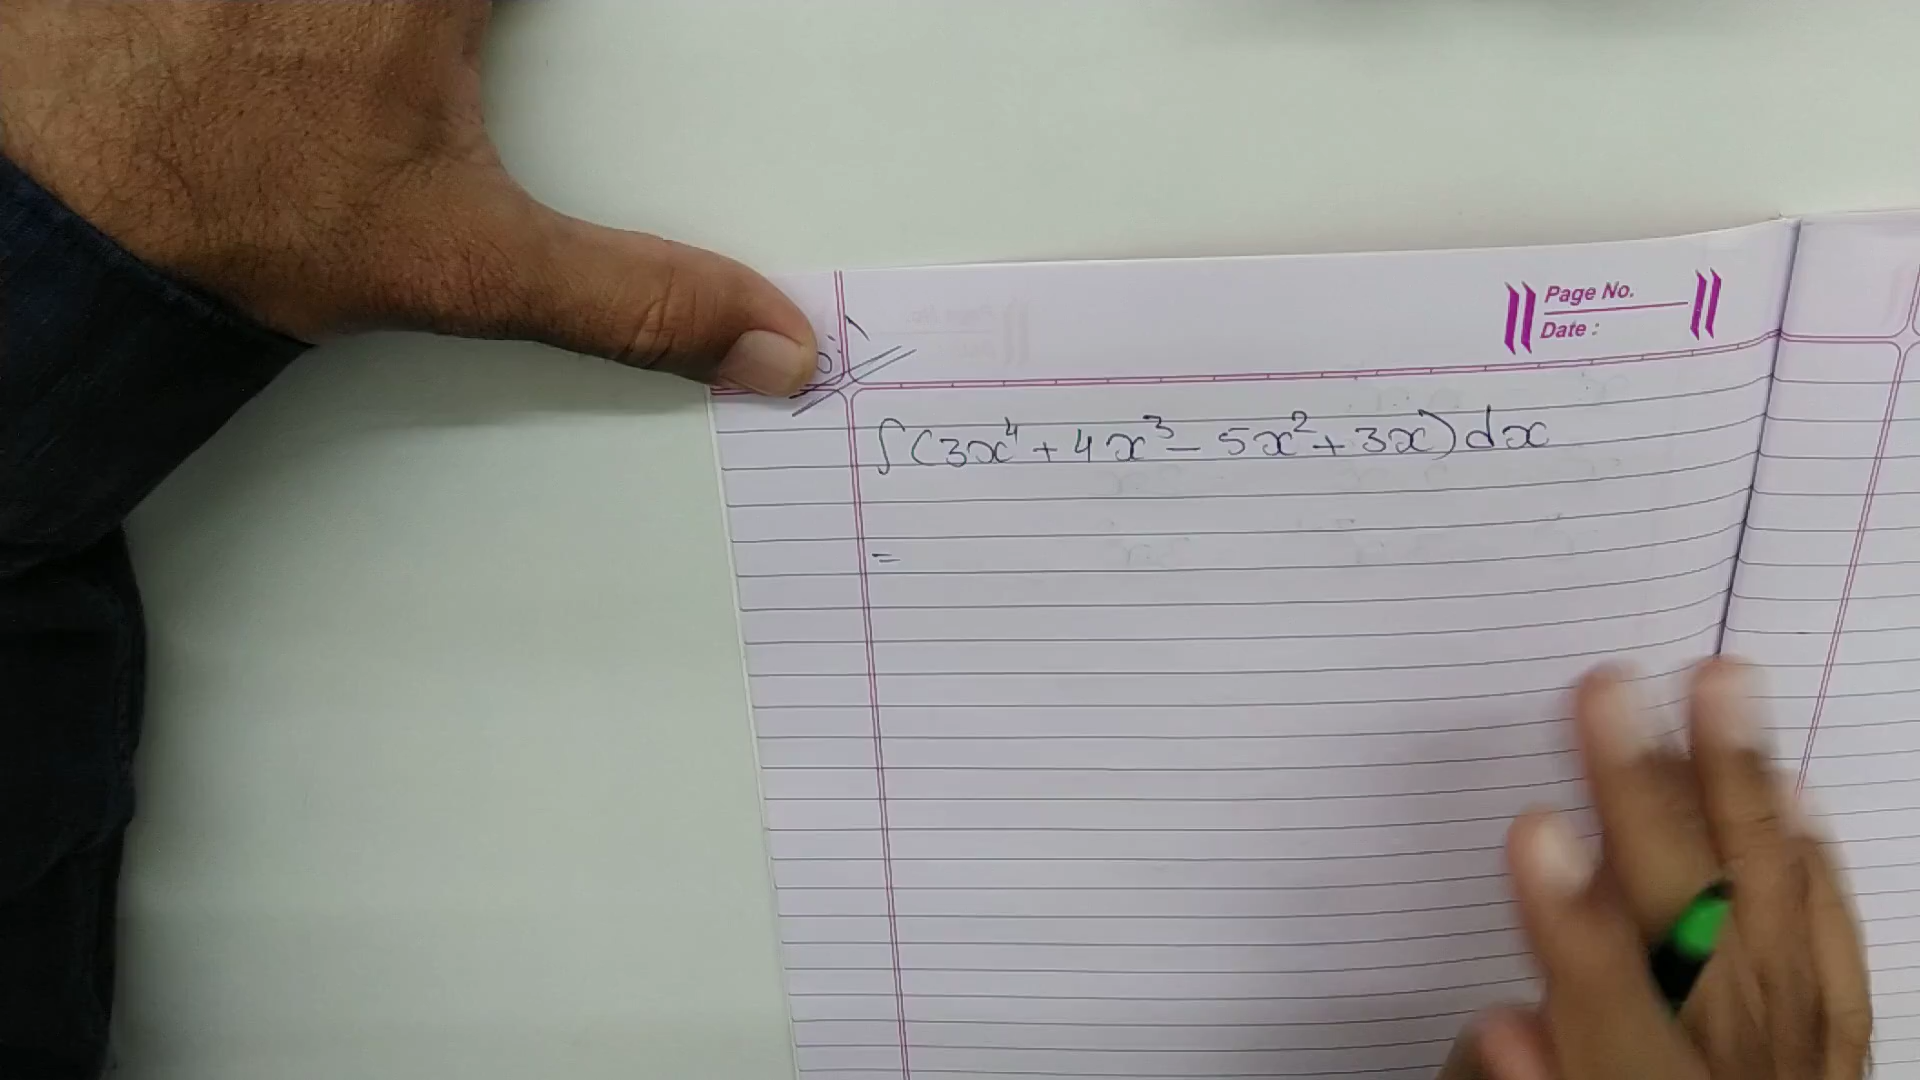 Page No.
Date :
∫(3x⁴ + 4x³ - 5x² + 3x) dx
=